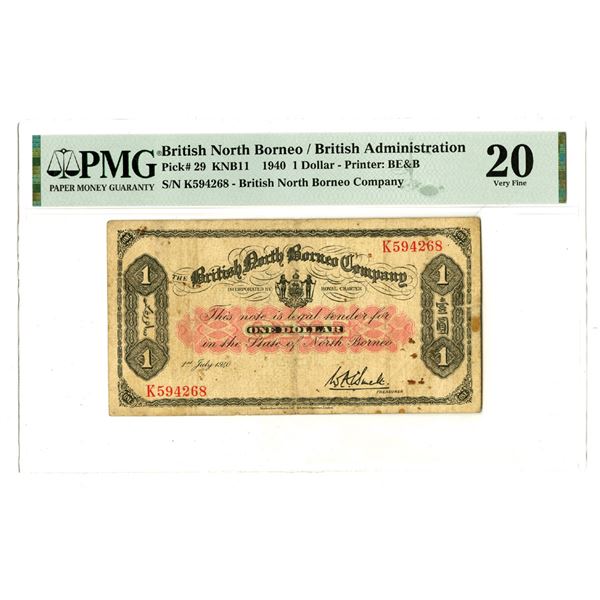 PMG
PAPER MONEY GUARANTY
British North Borneo / British Administration
Pick# 29 KNB11 1940 1 Dollar - Printer: BE&B
S/N K594268 - British North Borneo Company
20
Very Fine
K594268
THE British North Borneo Company
INCORPORATED BY ROYAL CHARTER
1
1
This note is legal tender for
ONE DOLLAR
in the State of North Borneo
壹圓
1st July 1940
1
1
K594268
TREASURER